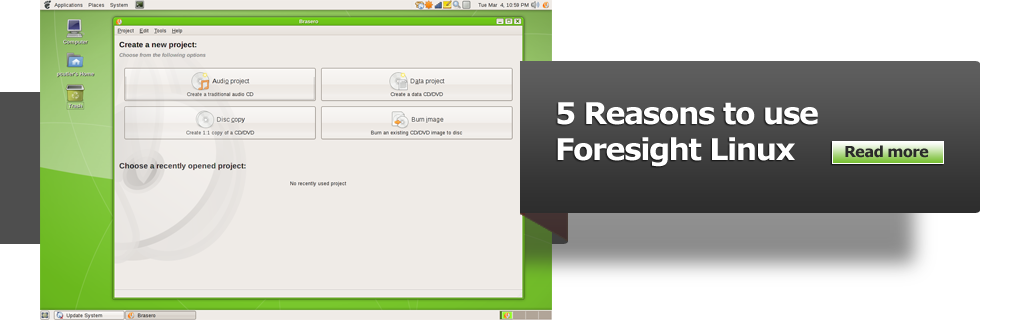 Applications Places System
Tue Mar 4, 10:59 PM
Brasero
Project Edit Tools Help
Create a new project:
Choose from the following options
Audio project
Create a traditional audio CD
Data project
Create a data CD/DVD
Disc copy
Create 1:1 copy of a CD/DVD
Burn image
Burn an existing CD/DVD image to disc
Choose a recently opened project:
No recently used project
Computer
Trash
Update System
Brasero
5 Reasons to use
Foresight Linux
Read more